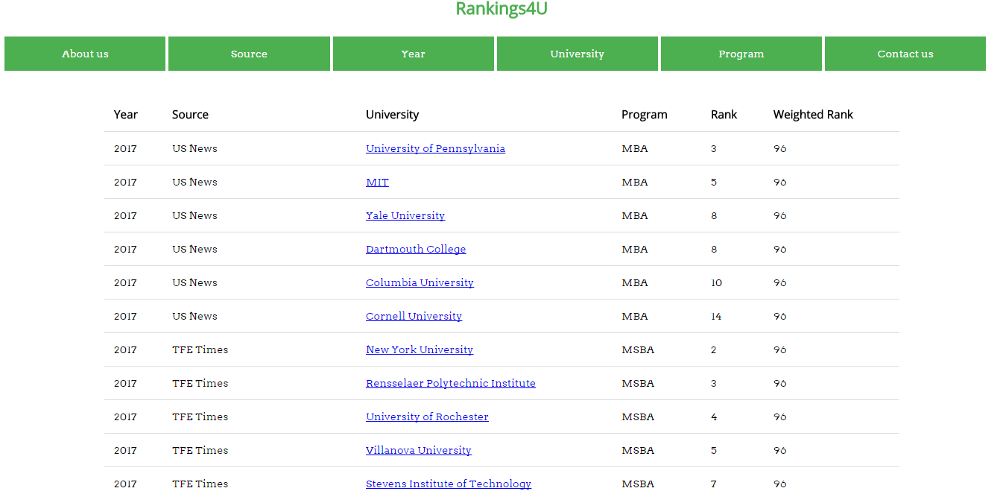 Rankings4U
About us Source Year University Program Contact us
Year Source University Program Rank Weighted Rank
2017 US News University of Pennsylvania MBA 3 96
2017 US News MIT MBA 5 96
2017 US News Yale University MBA 8 96
2017 US News Dartmouth College MBA 8 96
2017 US News Columbia University MBA 10 96
2017 US News Cornell University MBA 14 96
2017 TFE Times New York University MSBA 2 96
2017 TFE Times Rensselaer Polytechnic Institute MSBA 3 96
2017 TFE Times University of Rochester MSBA 4 96
2017 TFE Times Villanova University MSBA 5 96
2017 TFE Times Stevens Institute of Technology MSBA 7 96